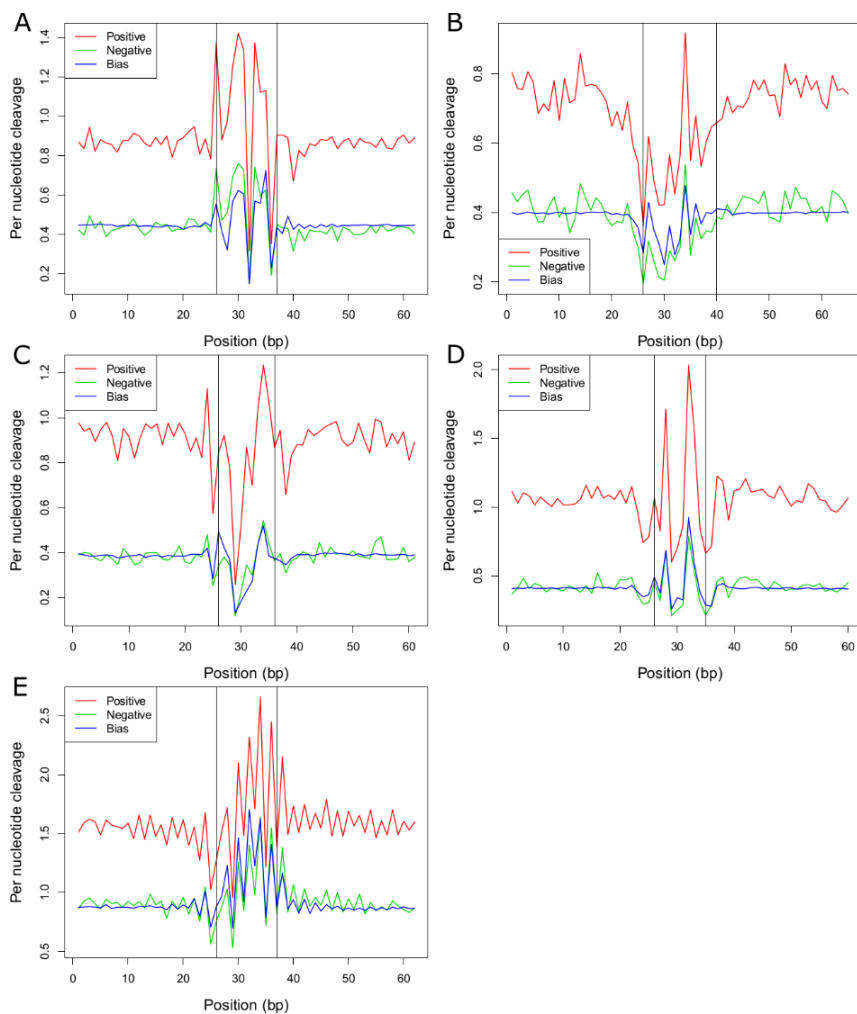 A
Positive
Negative
Bias
Per nucleotide cleavage
0.2 0.4 0.6 0.8 1.0 1.2 1.4
0 10 20 30 40 50 60
Position (bp)
B
Positive
Negative
Bias
Per nucleotide cleavage
0.2 0.4 0.6 0.8
0 10 20 30 40 50 60
Position (bp)
C
Positive
Negative
Bias
Per nucleotide cleavage
0.2 0.4 0.6 0.8 1.0 1.2
0 10 20 30 40 50 60
Position (bp)
D
Positive
Negative
Bias
Per nucleotide cleavage
0.5 1.0 1.5 2.0
0 10 20 30 40 50 60
Position (bp)
E
Positive
Negative
Bias
Per nucleotide cleavage
0.5 1.0 1.5 2.0 2.5
0 10 20 30 40 50 60
Position (bp)